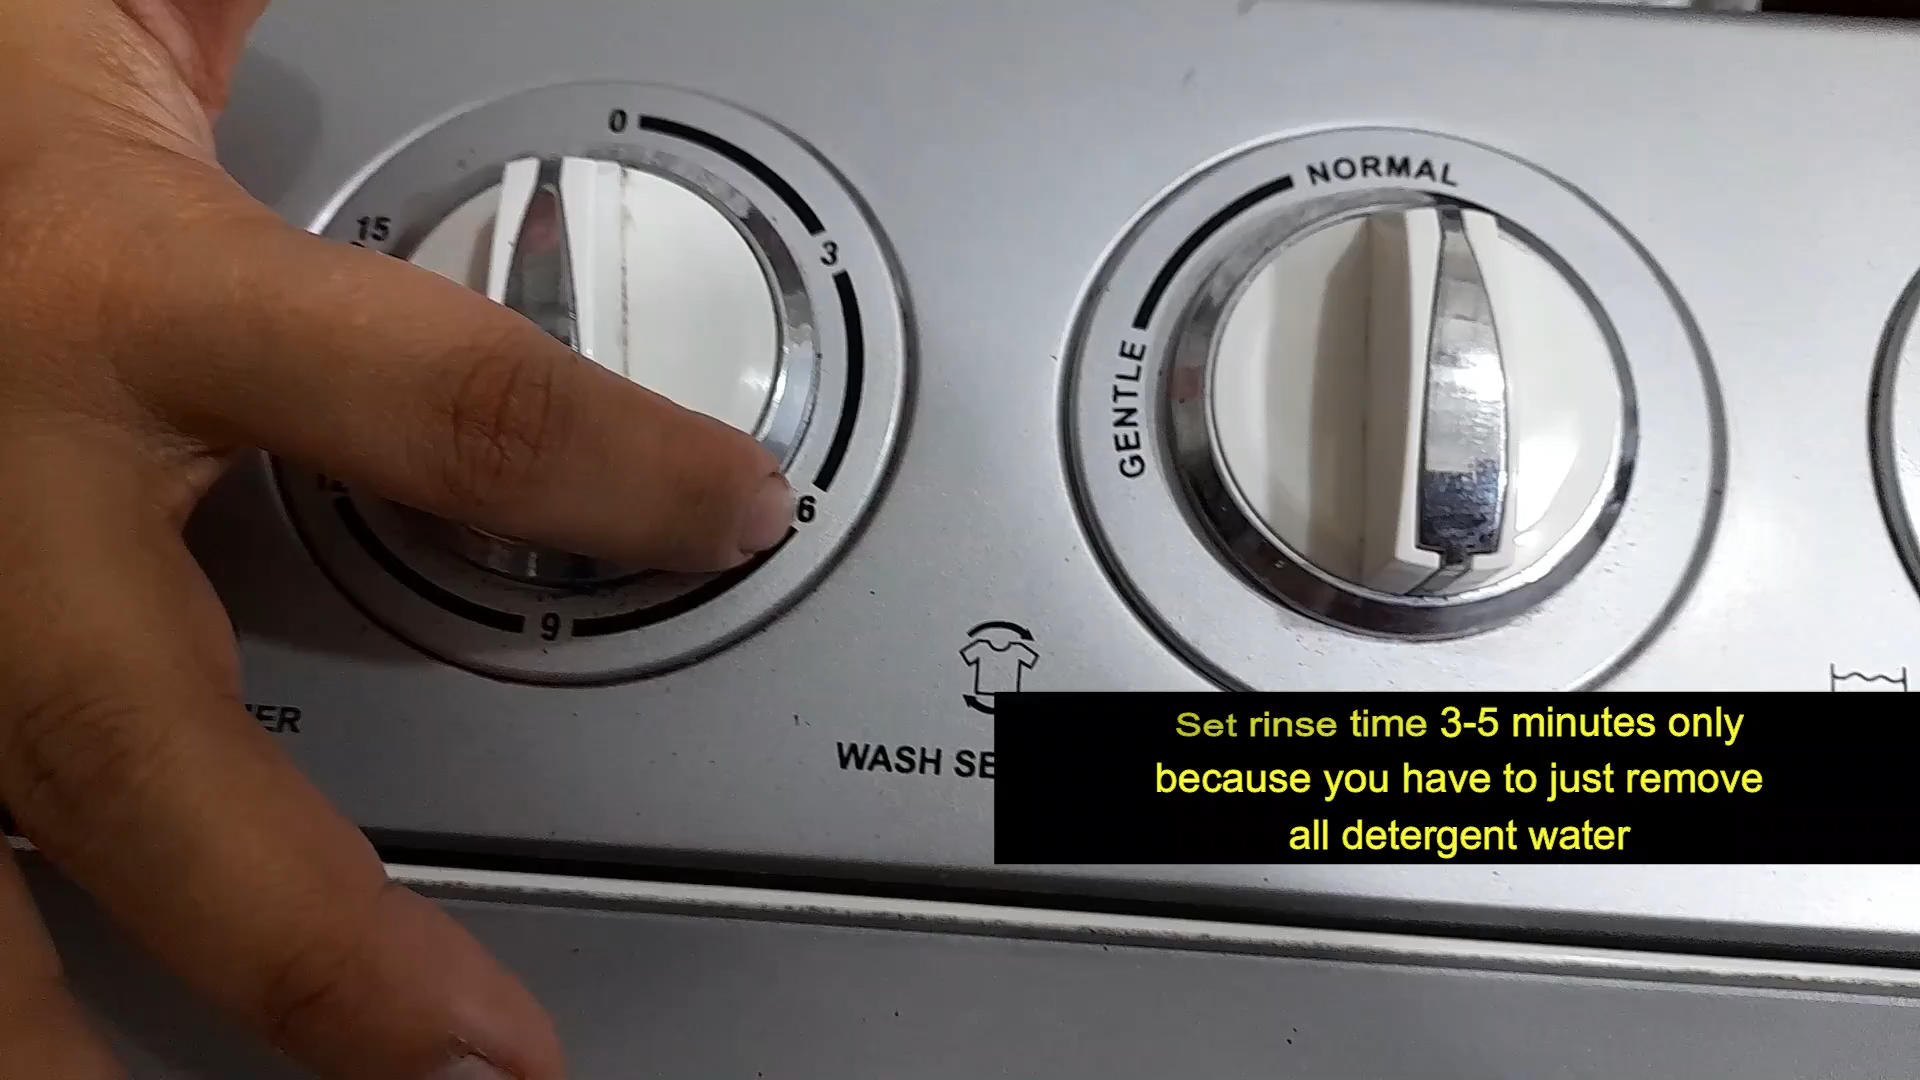 0
NORMAL
15
3
GENTLE
6
9
WASH SE
Set rinse time 3-5 minutes only
because you have to just remove
all detergent water